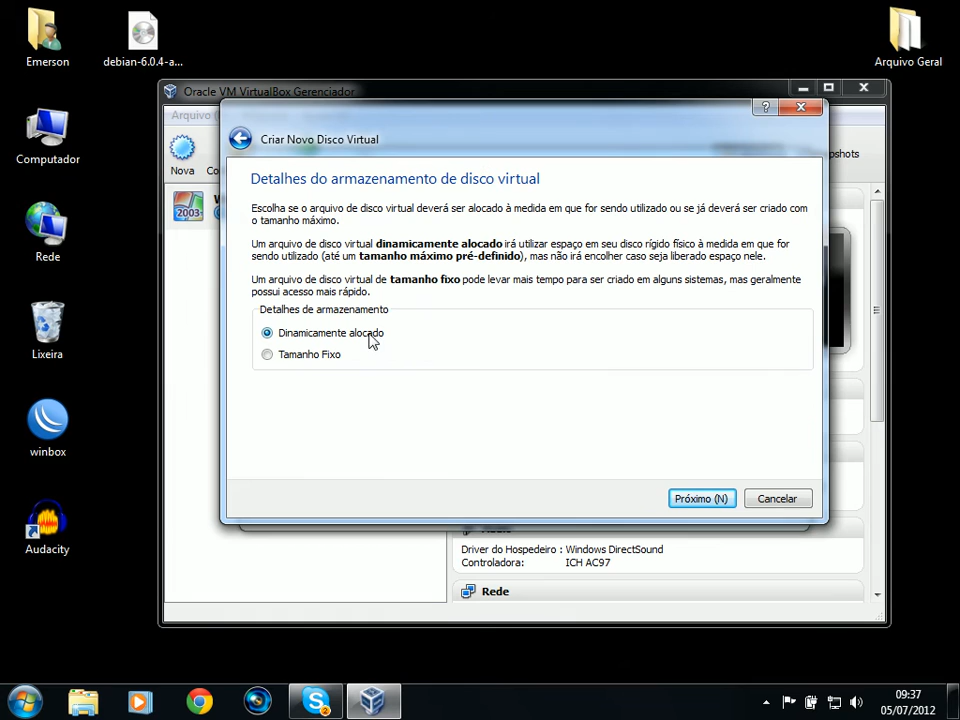 Emerson
debian-6.0.4-a...
Arquivo Geral
Computador
Rede
Lixeira
winbox
Audacity
Oracle VM VirtualBox Gerenciador
Nova
2003
Criar Novo Disco Virtual
Detalhes do armazenamento de disco virtual
Escolha se o arquivo de disco virtual deverá ser alocado à medida em que for sendo utilizado ou se já deverá ser criado com
o tamanho máximo.
Um arquivo de disco virtual dinamicamente alocado irá utilizar espaço em seu disco rígido físico à medida em que for
sendo utilizado (até um tamanho máximo pré-definido), mas não irá encolher caso seja liberado espaço nele.
Um arquivo de disco virtual de tamanho fixo pode levar mais tempo para ser criado em alguns sistemas, mas geralmente
possui acesso mais rápido.
Detalhes de armazenamento
Dinamicamente alocado
Tamanho Fixo
Próximo (N)
Cancelar
Driver do Hospedeiro : Windows DirectSound
Controladora: ICH AC97
Rede
2
09:37
05/07/2012